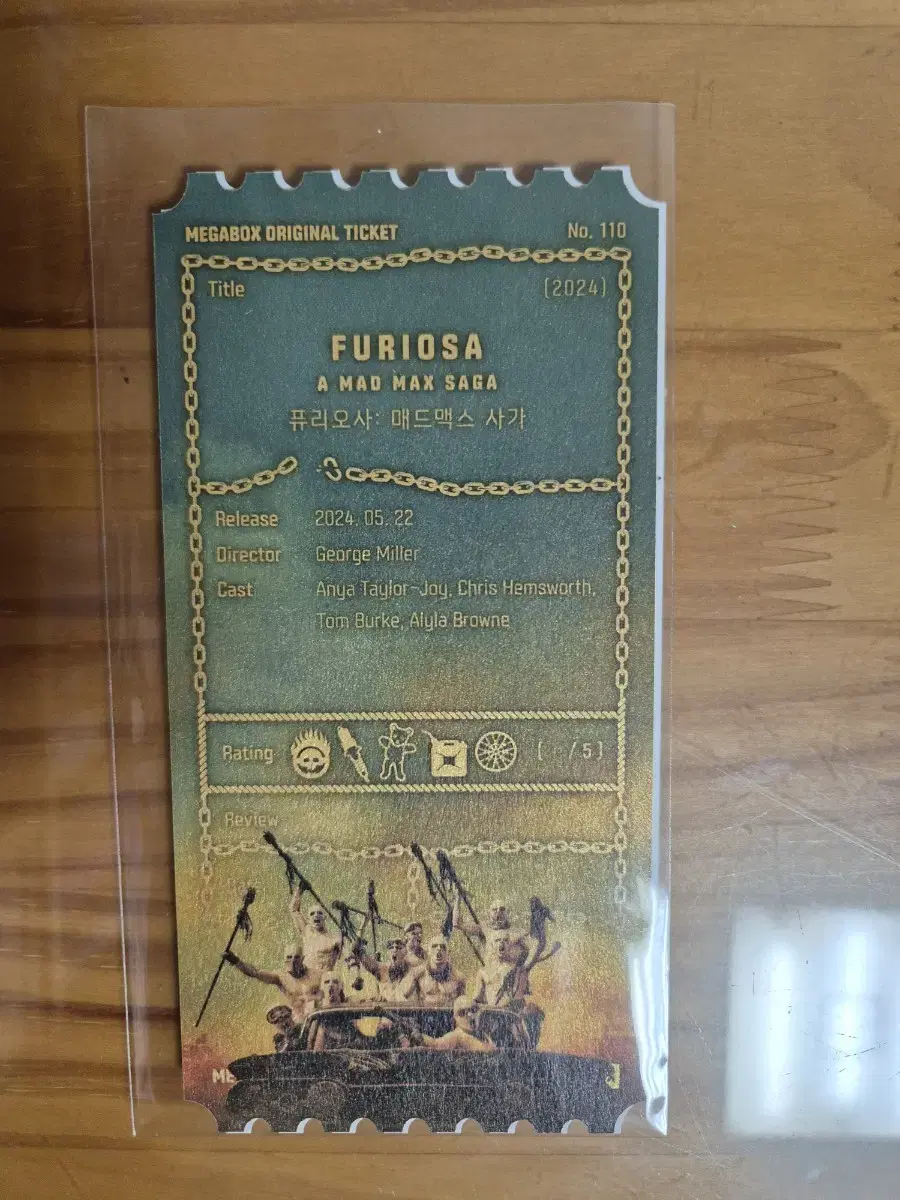 MEGABOX ORIGINAL TICKET No. 110
Title (2024)
FURIOSA
A MAD MAX SAGA
퓨리오사: 매드맥스 사가
Release 2024. 05. 22
Director George Miller
Cast Anya Taylor-Joy, Chris Hemsworth,
Tom Burke, Alyla Browne
Rating ( /5)
Review
ME